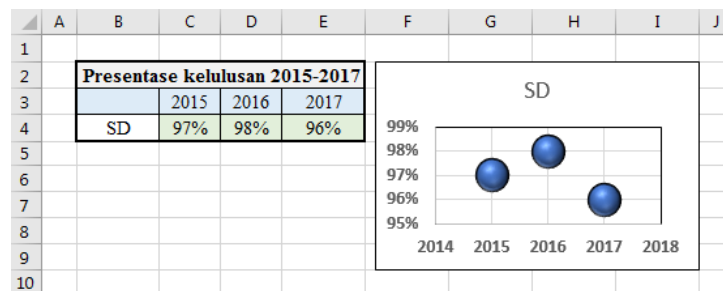 A B C D E F G H I J
1
2 Presentase kelulusan 2015-2017
3 2015 2016 2017
4 SD 97% 98% 96%
5
6
7
8
9
10
SD
99%
98%
97%
96%
95%
2014 2015 2016 2017 2018